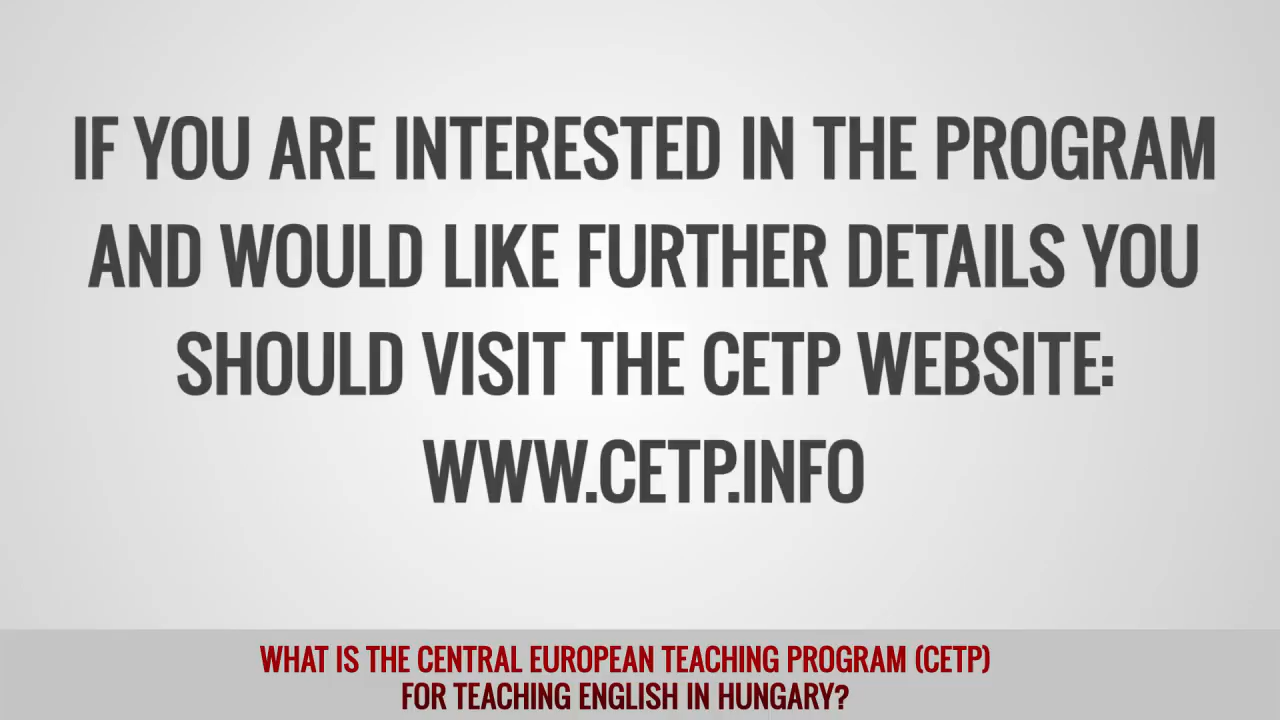 IF YOU ARE INTERESTED IN THE PROGRAM
AND WOULD LIKE FURTHER DETAILS YOU
SHOULD VISIT THE CETP WEBSITE:
WWW.CETP.INFO
WHAT IS THE CENTRAL EUROPEAN TEACHING PROGRAM (CETP)
FOR TEACHING ENGLISH IN HUNGARY?